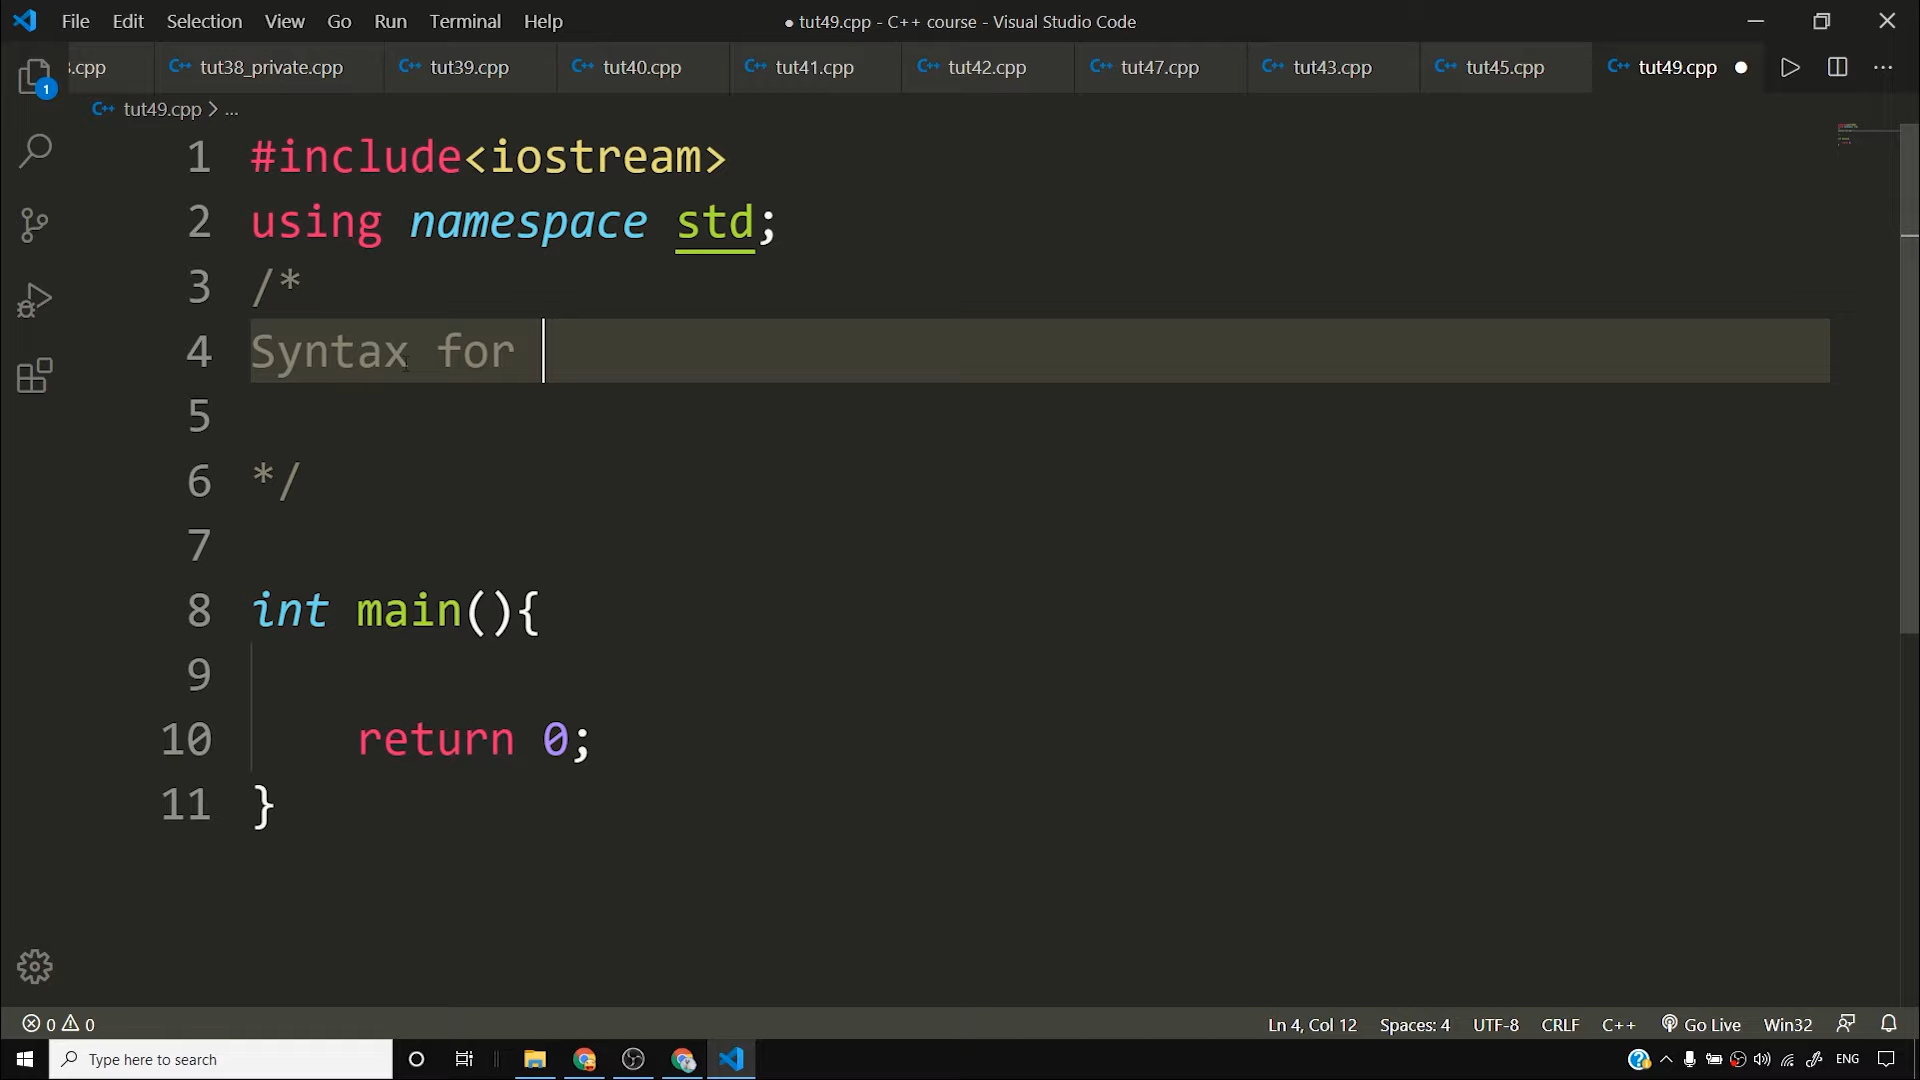 File Edit Selection View Go Run Terminal Help ● tut49.cpp - C++ course - Visual Studio Code
3.cpp tut38_private.cpp tut39.cpp tut40.cpp tut41.cpp tut42.cpp tut47.cpp tut43.cpp tut45.cpp tut49.cpp
tut49.cpp > ...
1 #include<iostream>
2 using namespace std;
3 /*
4 Syntax for
5
6 */
7
8 int main(){
9
10 return 0;
11 }
0 0 Ln 4, Col 12 Spaces: 4 UTF-8 CRLF C++ Go Live Win32
Type here to search ENG